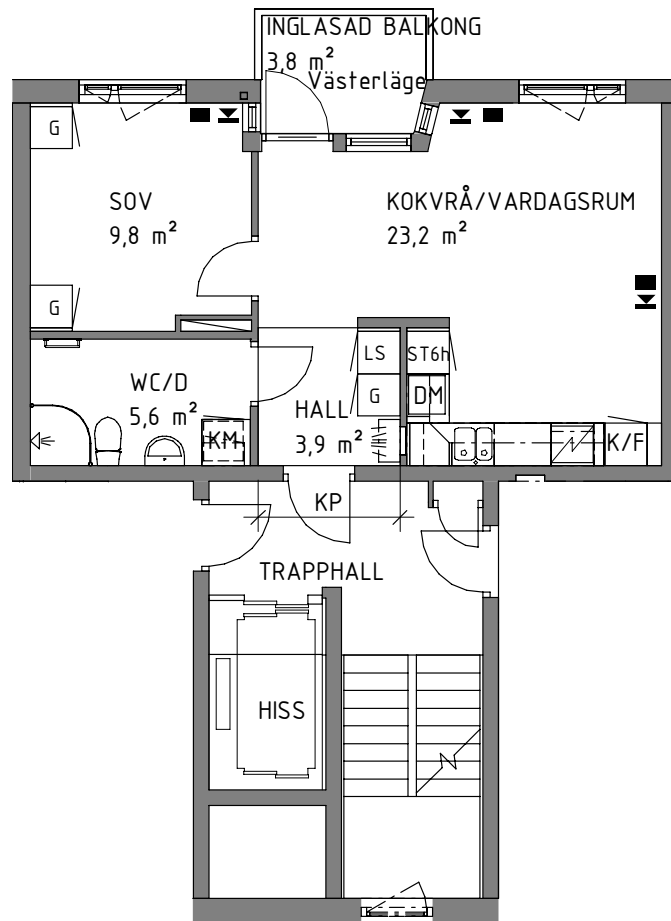 INGLASAD BALKONG
3,8 m²
Västerläge
G
SOV
9,8 m²
KOKVRÅ/VARDAGSRUM
23,2 m²
G
LS
ST6h
WC/D
5,6 m²
G
DM
HALL
3,9 m²
KM
K/F
KP
TRAPPHALL
HISS